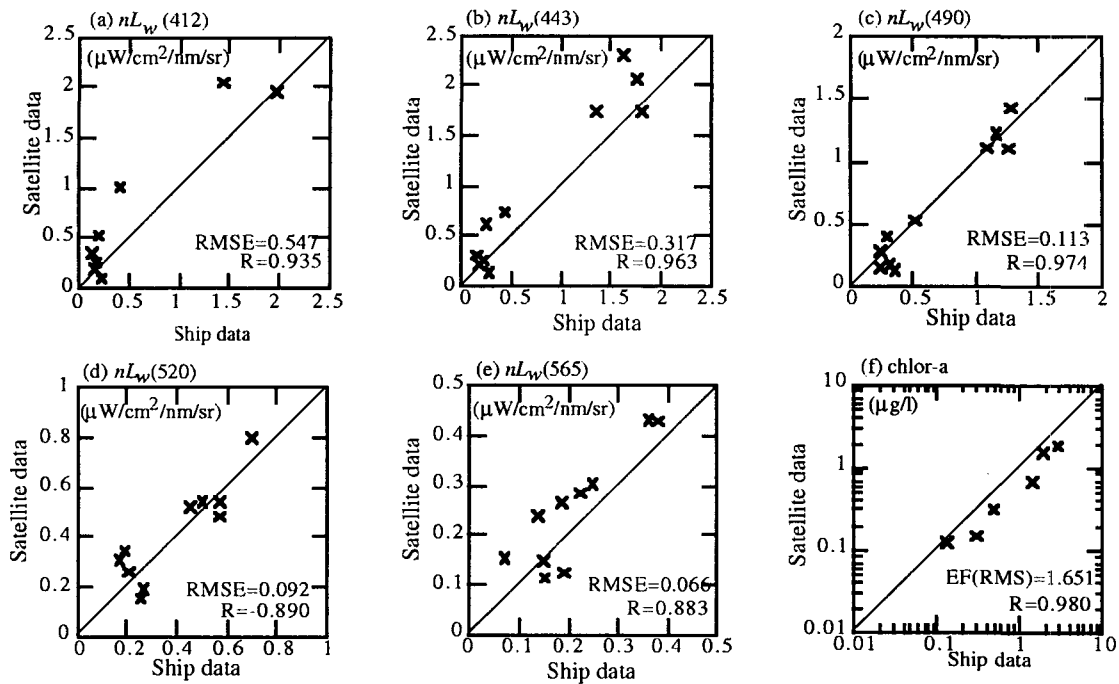 (a) nLw(412)
(μW/cm²/nm/sr)
2.5
2
1.5
1
0.5
0
Satellite data
RMSE=0.547
R=0.935
0 0.5 1 1.5 2 2.5
Ship data
(b) nLw(443)
(μW/cm²/nm/sr)
2.5
2
1.5
1
0.5
0
Satellite data
RMSE=0.317
R=0.963
0 0.5 1 1.5 2 2.5
Ship data
(c) nLw(490)
(μW/cm²/nm/sr)
2
1.5
1
0.5
0
Satellite data
RMSE=0.113
R=0.974
0 0.5 1 1.5 2
Ship data
(d) nLw(520)
(μW/cm²/nm/sr)
1
0.8
0.6
0.4
0.2
0
Satellite data
RMSE=0.092
R=0.890
0 0.2 0.4 0.6 0.8 1
Ship data
(e) nLw(565)
(μW/cm²/nm/sr)
0.5
0.4
0.3
0.2
0.1
0
Satellite data
RMSE=0.066
R=0.883
0 0.1 0.2 0.3 0.4 0.5
Ship data
(f) chlor-a
(μg/l)
10
1
0.1
0.01
Satellite data
EF(RMS)=1.651
R=0.980
0.01 0.1 1 10
Ship data